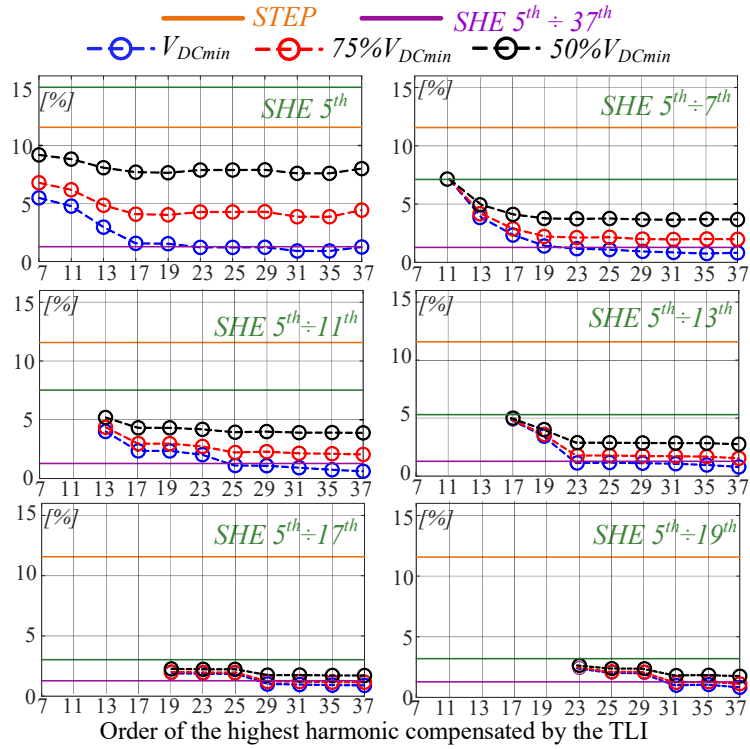 STEP SHE 5th ÷ 37th
VDCmin 75%VDCmin 50%VDCmin
15 [%] SHE 5th
10
5
0
7 11 13 17 19 23 25 29 31 37
15 [%] SHE 5th÷7th
10
5
0
7 11 13 17 19 23 25 29 31 37
15 [%] SHE 5th÷11th
10
5
0
7 11 13 17 19 23 25 29 31 37
15 [%] SHE 5th÷13th
10
5
0
7 11 13 17 19 23 25 29 31 37
15 [%] SHE 5th÷17th
10
5
0
7 11 13 17 19 23 25 29 31 37
15 [%] SHE 5th÷19th
10
5
0
7 11 13 17 19 23 25 29 31 37
Order of the highest harmonic compensated by the TLI